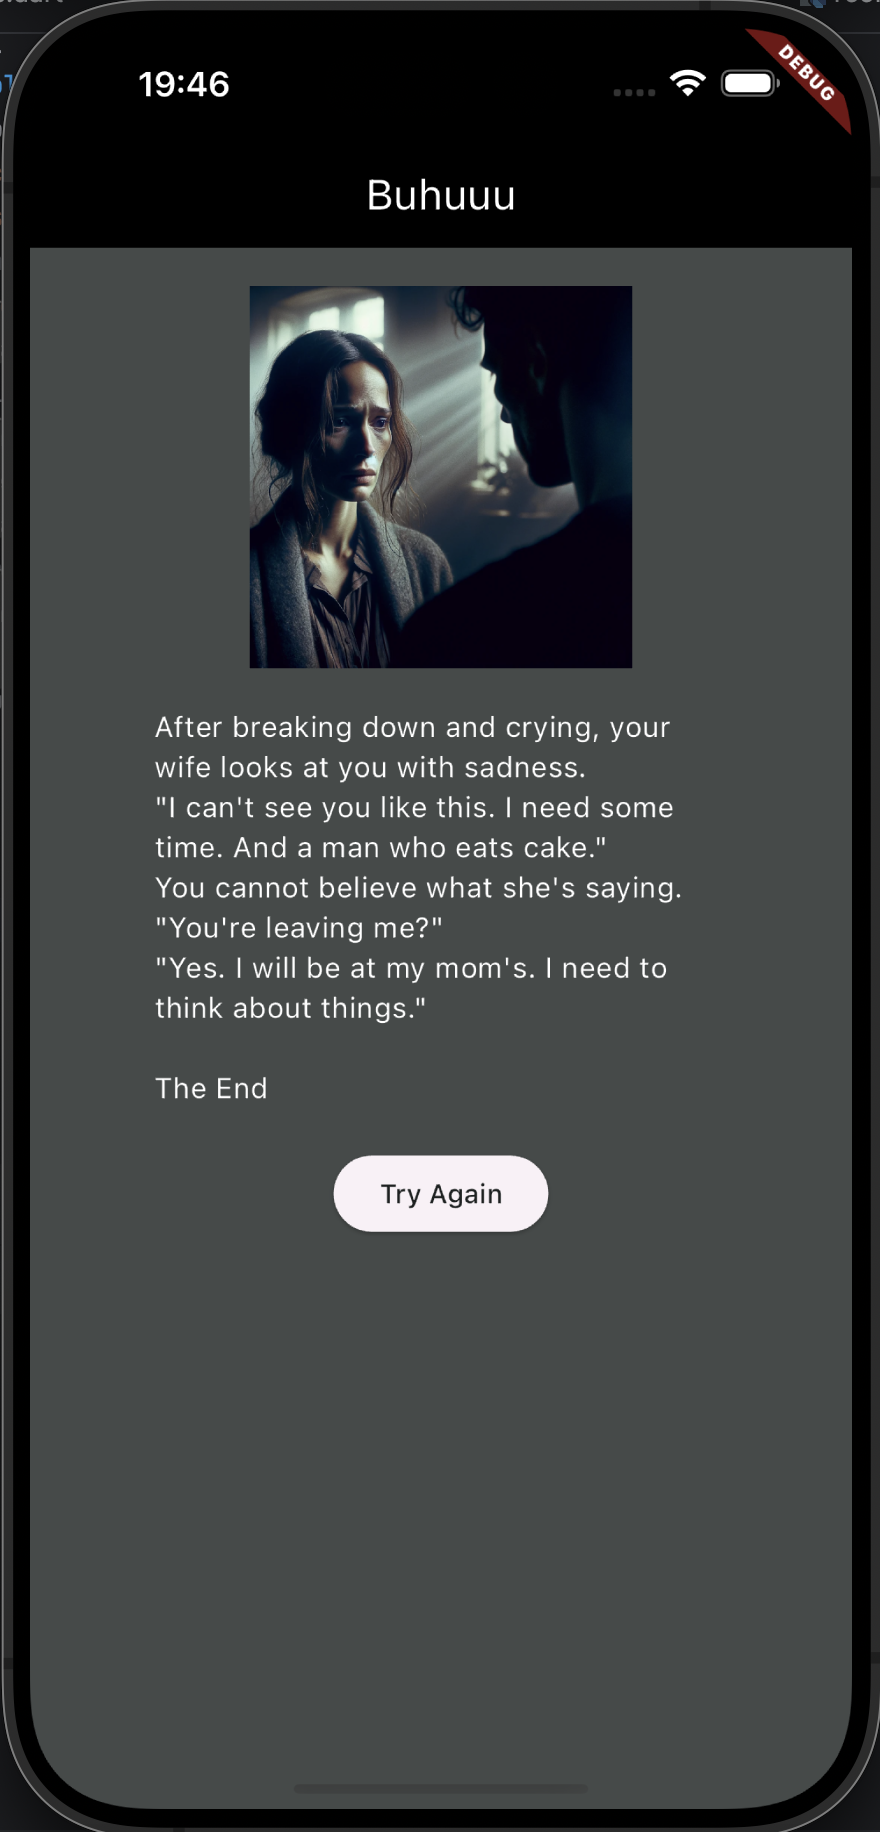 19:46
DEBUG
Buhuuu
After breaking down and crying, your
wife looks at you with sadness.
"I can't see you like this. I need some
time. And a man who eats cake."
You cannot believe what she's saying.
"You're leaving me?"
"Yes. I will be at my mom's. I need to
think about things."
The End
Try Again